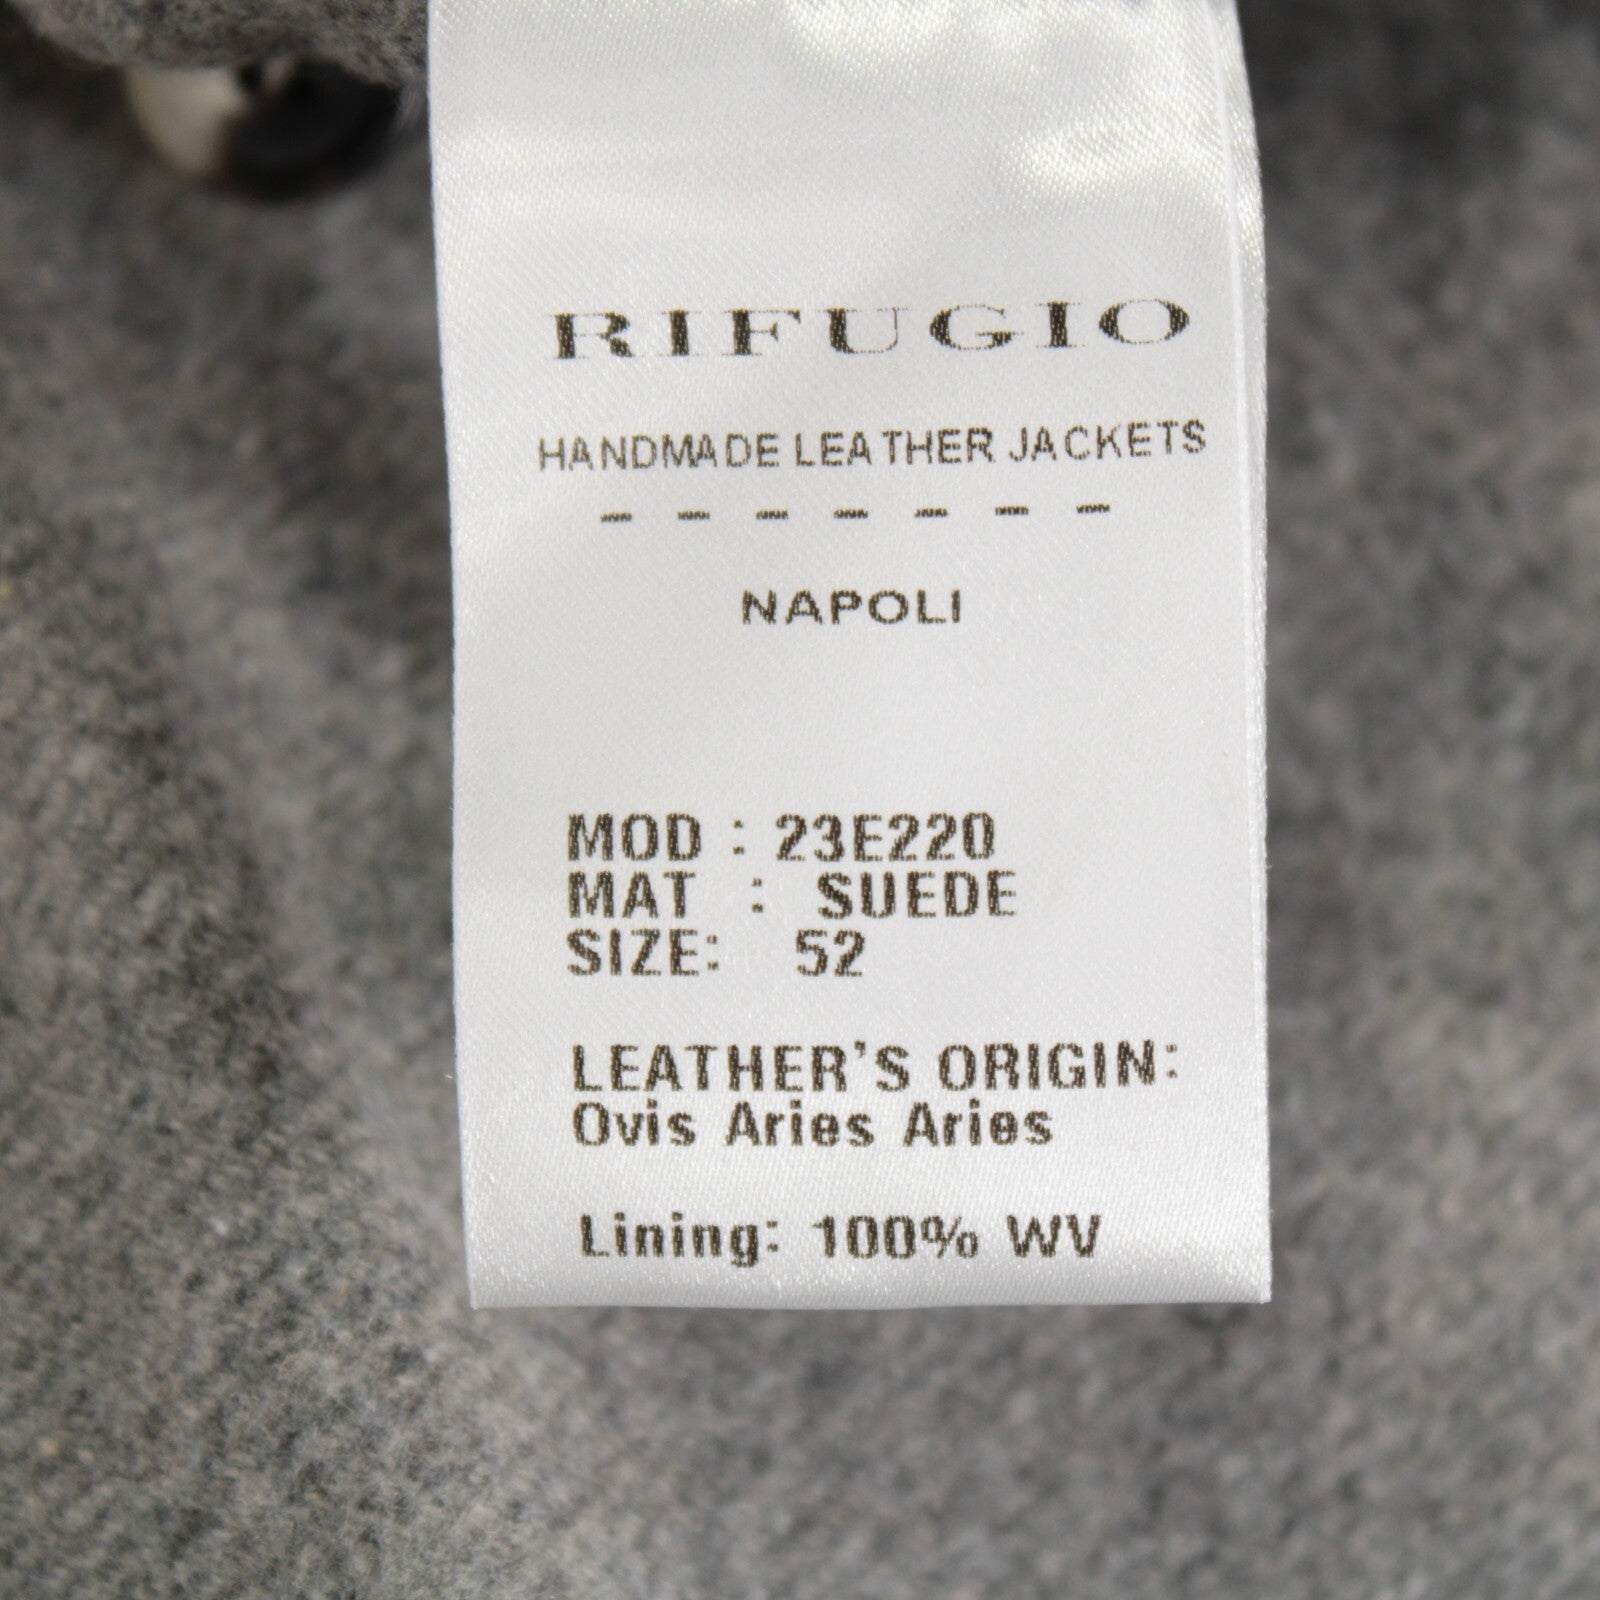 RIFUGIO
HANDMADE LEATHER JACKETS
- - - - - - -
NAPOLI
MOD : 23E220
MAT : SUEDE
SIZE: 52
LEATHER'S ORIGIN:
Ovis Aries Aries
Lining: 100% WV